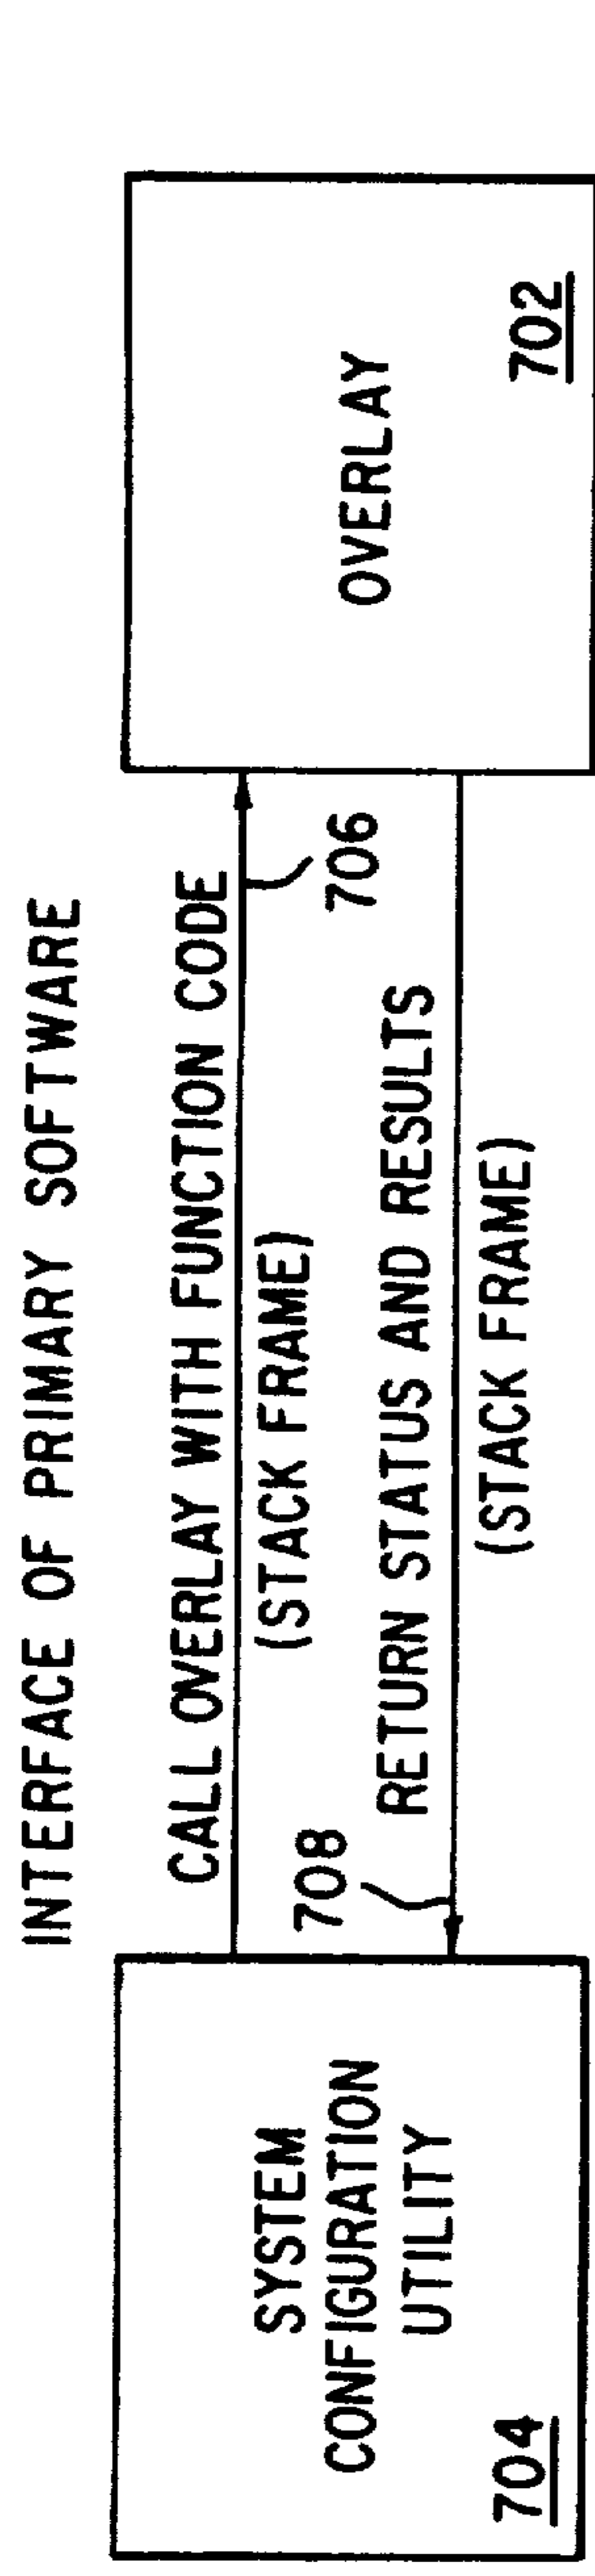 INTERFACE OF PRIMARY SOFTWARE
SYSTEM
CONFIGURATION
UTILITY
704
CALL OVERLAY WITH FUNCTION CODE
(STACK FRAME)
706
708
RETURN STATUS AND RESULTS
(STACK FRAME)
OVERLAY
702